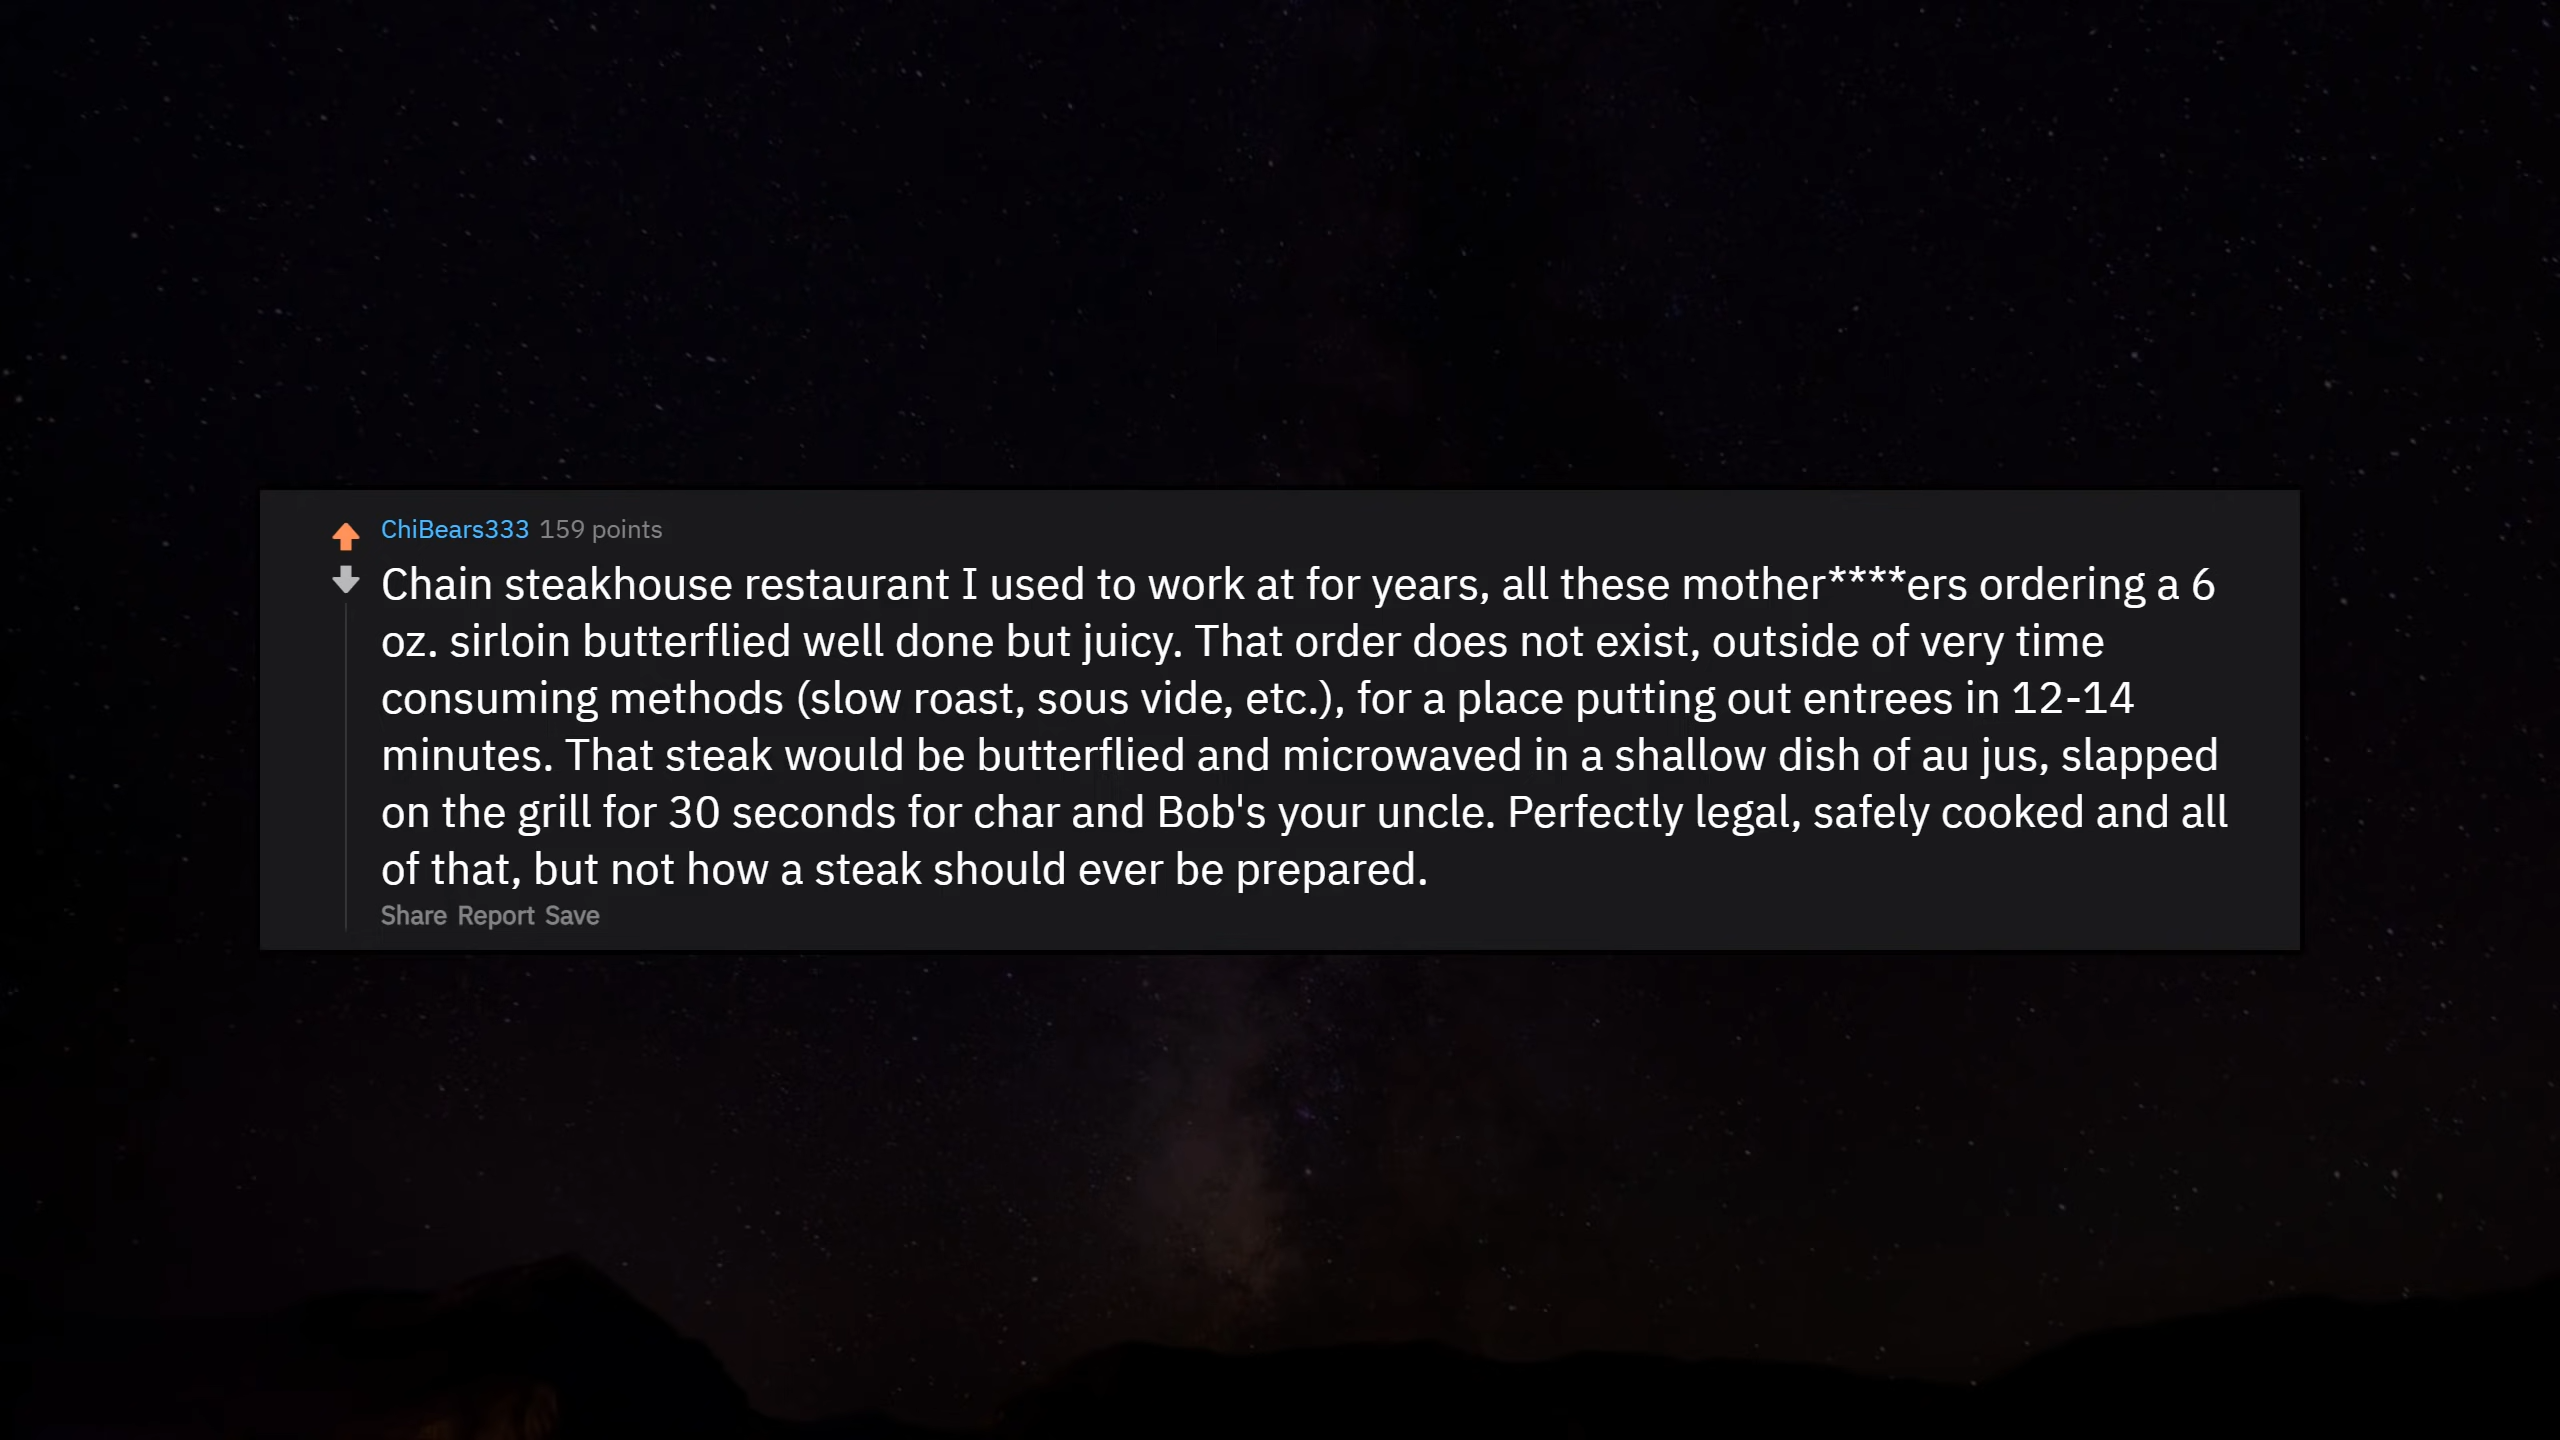 ChiBears333 159 points
Chain steakhouse restaurant I used to work at for years, all these mother****ers ordering a 6
oz. sirloin butterflied well done but juicy. That order does not exist, outside of very time
consuming methods (slow roast, sous vide, etc.), for a place putting out entrees in 12-14
minutes. That steak would be butterflied and microwaved in a shallow dish of au jus, slapped
on the grill for 30 seconds for char and Bob's your uncle. Perfectly legal, safely cooked and all
of that, but not how a steak should ever be prepared.
Share Report Save